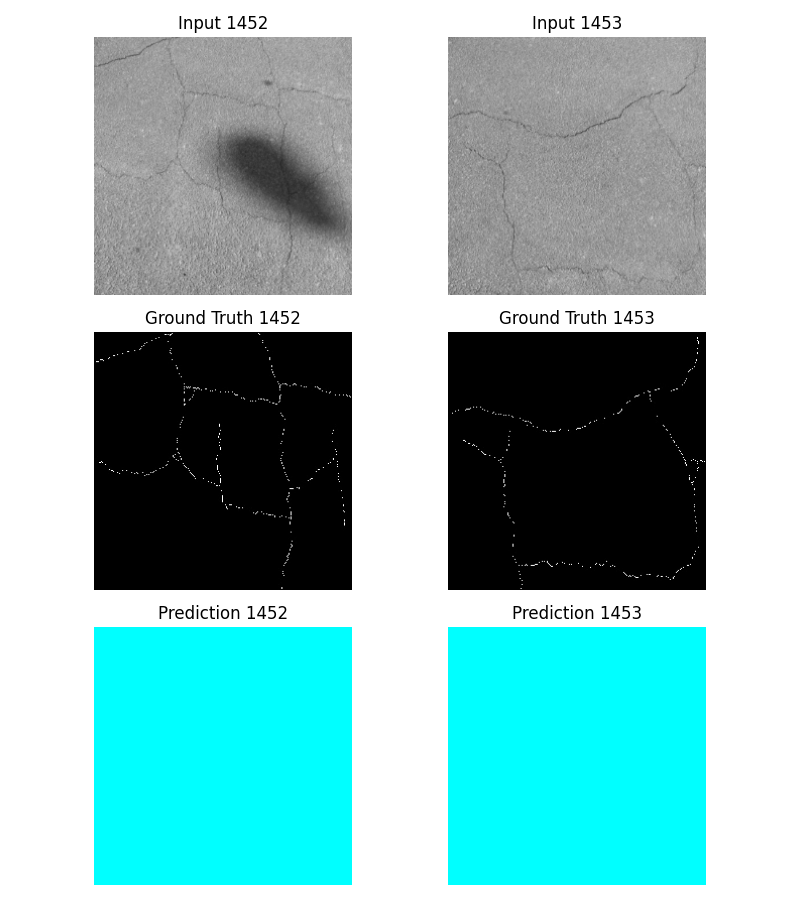 Input 1452
Input 1453
Ground Truth 1452
Ground Truth 1453
Prediction 1452
Prediction 1453